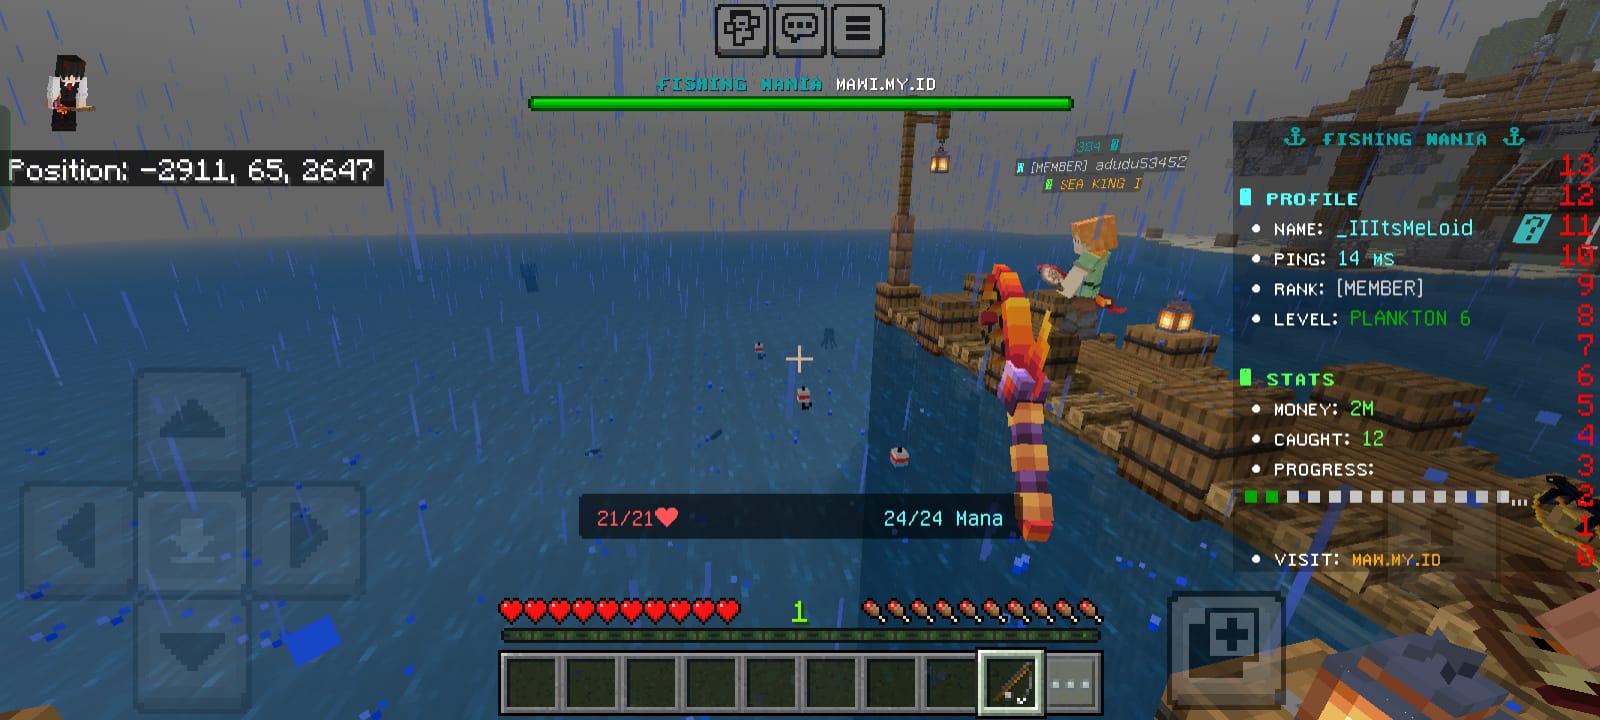 FISHING MANIA MAWI.MY.ID
Position: -2911, 65, 2647
304
[MEMBER] adudu53452
SEA KING I
FISHING MANIA
PROFILE
NAME: _IIItsMeLoid
PING: 14 MS
RANK: [MEMBER]
LEVEL: PLANKTON 6
STATS
MONEY: 2M
CAUGHT: 12
PROGRESS:
...
VISIT: MAWI.MY.ID
13
12
11
10
9
8
7
6
5
4
3
2
1
0
21/21❤
24/24 Mana
1